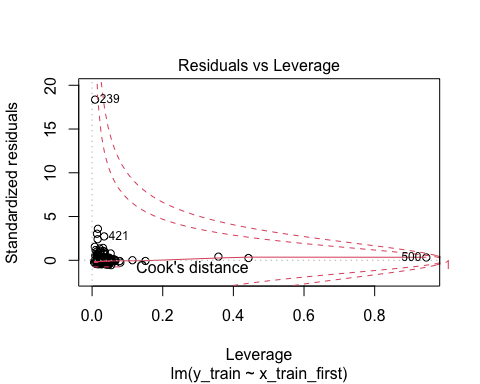 Residuals vs Leverage
Standardized residuals
20
15
10
5
0
239
421
500
Cook's distance
1
0.0 0.2 0.4 0.6 0.8
Leverage
lm(y_train ~ x_train_first)